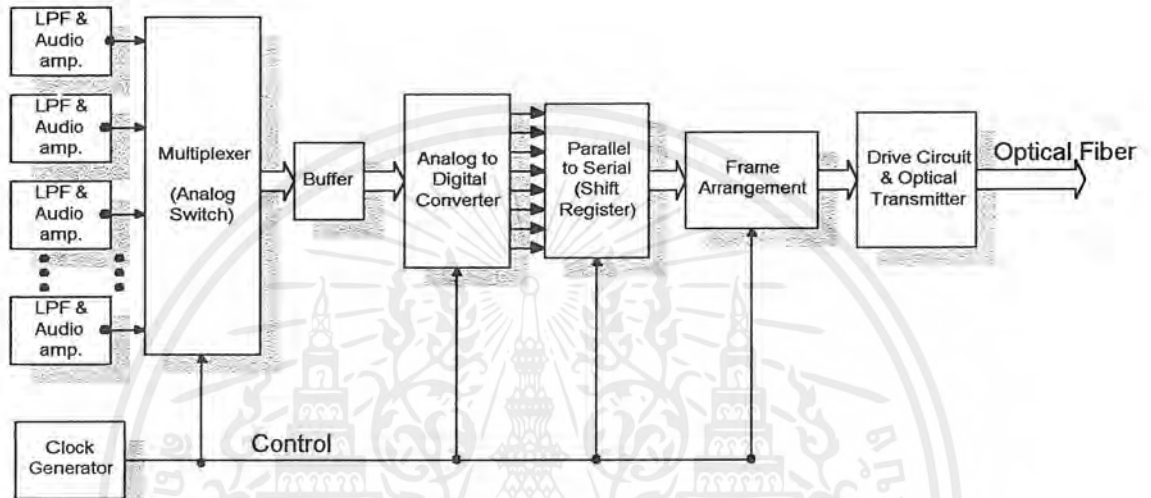 LPF &
Audio
amp.
LPF &
Audio
amp.
LPF &
Audio
amp.
LPF &
Audio
amp.
Multiplexer
(Analog
Switch)
Buffer
Analog to
Digital
Converter
Parallel
to Serial
(Shift
Register)
Frame
Arrangement
Drive Circuit
& Optical
Transmitter
Optical Fiber
Clock
Generator
Control